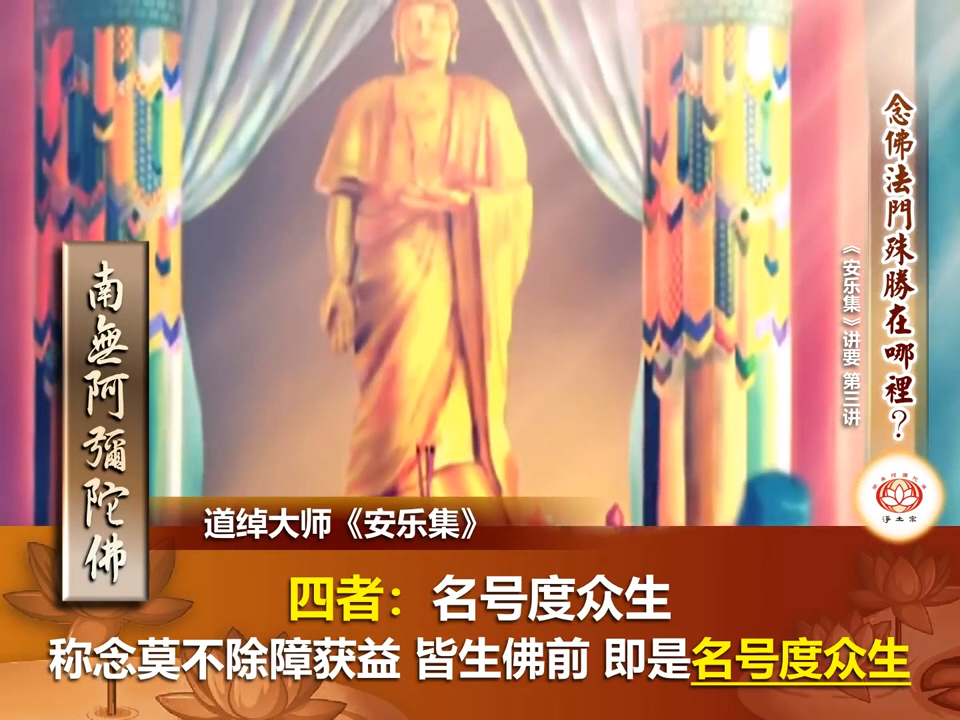 念佛法門殊勝在哪裡?
《安乐集》讲要 第三讲
南無阿彌陀佛
净土宗
道绰大师《安乐集》
四者：名号度众生
称念莫不除障获益 皆生佛前 即是名号度众生